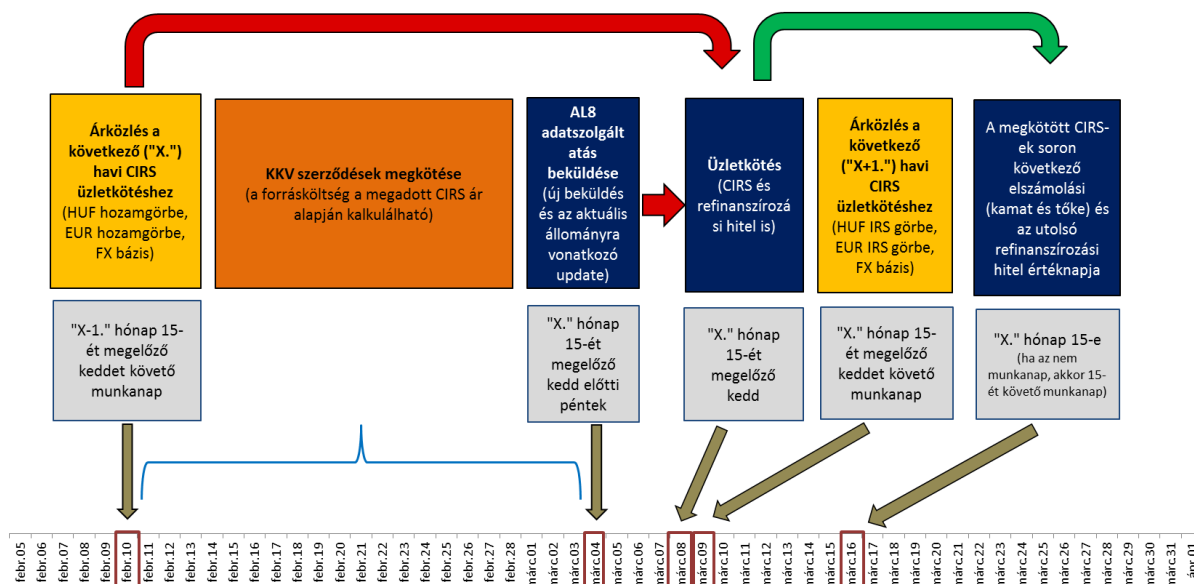 Árközlés a
következő ("X.")
havi CIRS
üzletkötéshez
(HUF hozamgörbe,
EUR hozamgörbe,
FX bázis)
KKV szerződések megkötése
(a forrásköltség a megadott CIRS ár
alapján kalkulálható)
AL8
adatszolgált
atás
beküldése
(új beküldés
és az aktuális
állományra
vonatkozó
update)
Üzletkötés
(CIRS és
refinanszírozá
si hitel is)
Árközlés a
következő
("X+1.") havi
CIRS
üzletkötéshez
(HUF IRS görbe,
EUR IRS görbe,
FX bázis)
A megkötött CIRS-
ek soron
következő
elszámolási
(kamat és tőke) és
az utolsó
refinanszírozási
hitel értéknapja
"X-1." hónap 15-
ét megelőző
keddet követő
munkanap
"X." hónap
15-ét
megelőző
kedd előtti
péntek
"X." hónap
15-ét
megelőző
kedd
"X." hónap 15-
ét megelőző
keddet követő
munkanap
"X." hónap 15-e
(ha az nem
munkanap, akkor 15-
ét követő munkanap)
febr.05
febr.06
febr.07
febr.08
febr.09
febr.10
febr.11
febr.12
febr.13
febr.14
febr.15
febr.16
febr.17
febr.18
febr.19
febr.20
febr.21
febr.22
febr.23
febr.24
febr.25
febr.26
febr.27
febr.28
márc.01
márc.02
márc.03
márc.04
márc.05
márc.06
márc.07
márc.08
márc.09
márc.10
márc.11
márc.12
márc.13
márc.14
márc.15
márc.16
márc.17
márc.18
márc.19
márc.20
márc.21
márc.22
márc.23
márc.24
márc.25
márc.26
márc.27
márc.28
márc.29
márc.30
márc.31
ápr.01